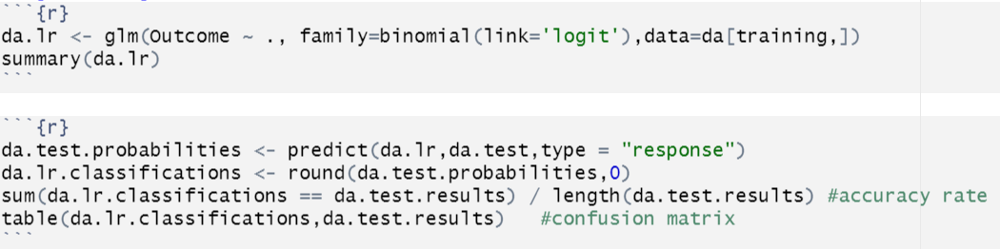 ```{r}
da.lr <- glm(Outcome ~ ., family=binomial(link='logit'),data=da[training,])
summary(da.lr)
```
```{r}
da.test.probabilities <- predict(da.lr,da.test,type = "response")
da.lr.classifications <- round(da.test.probabilities,0)
sum(da.lr.classifications == da.test.results) / length(da.test.results) #accuracy rate
table(da.lr.classifications,da.test.results)   #confusion matrix
```